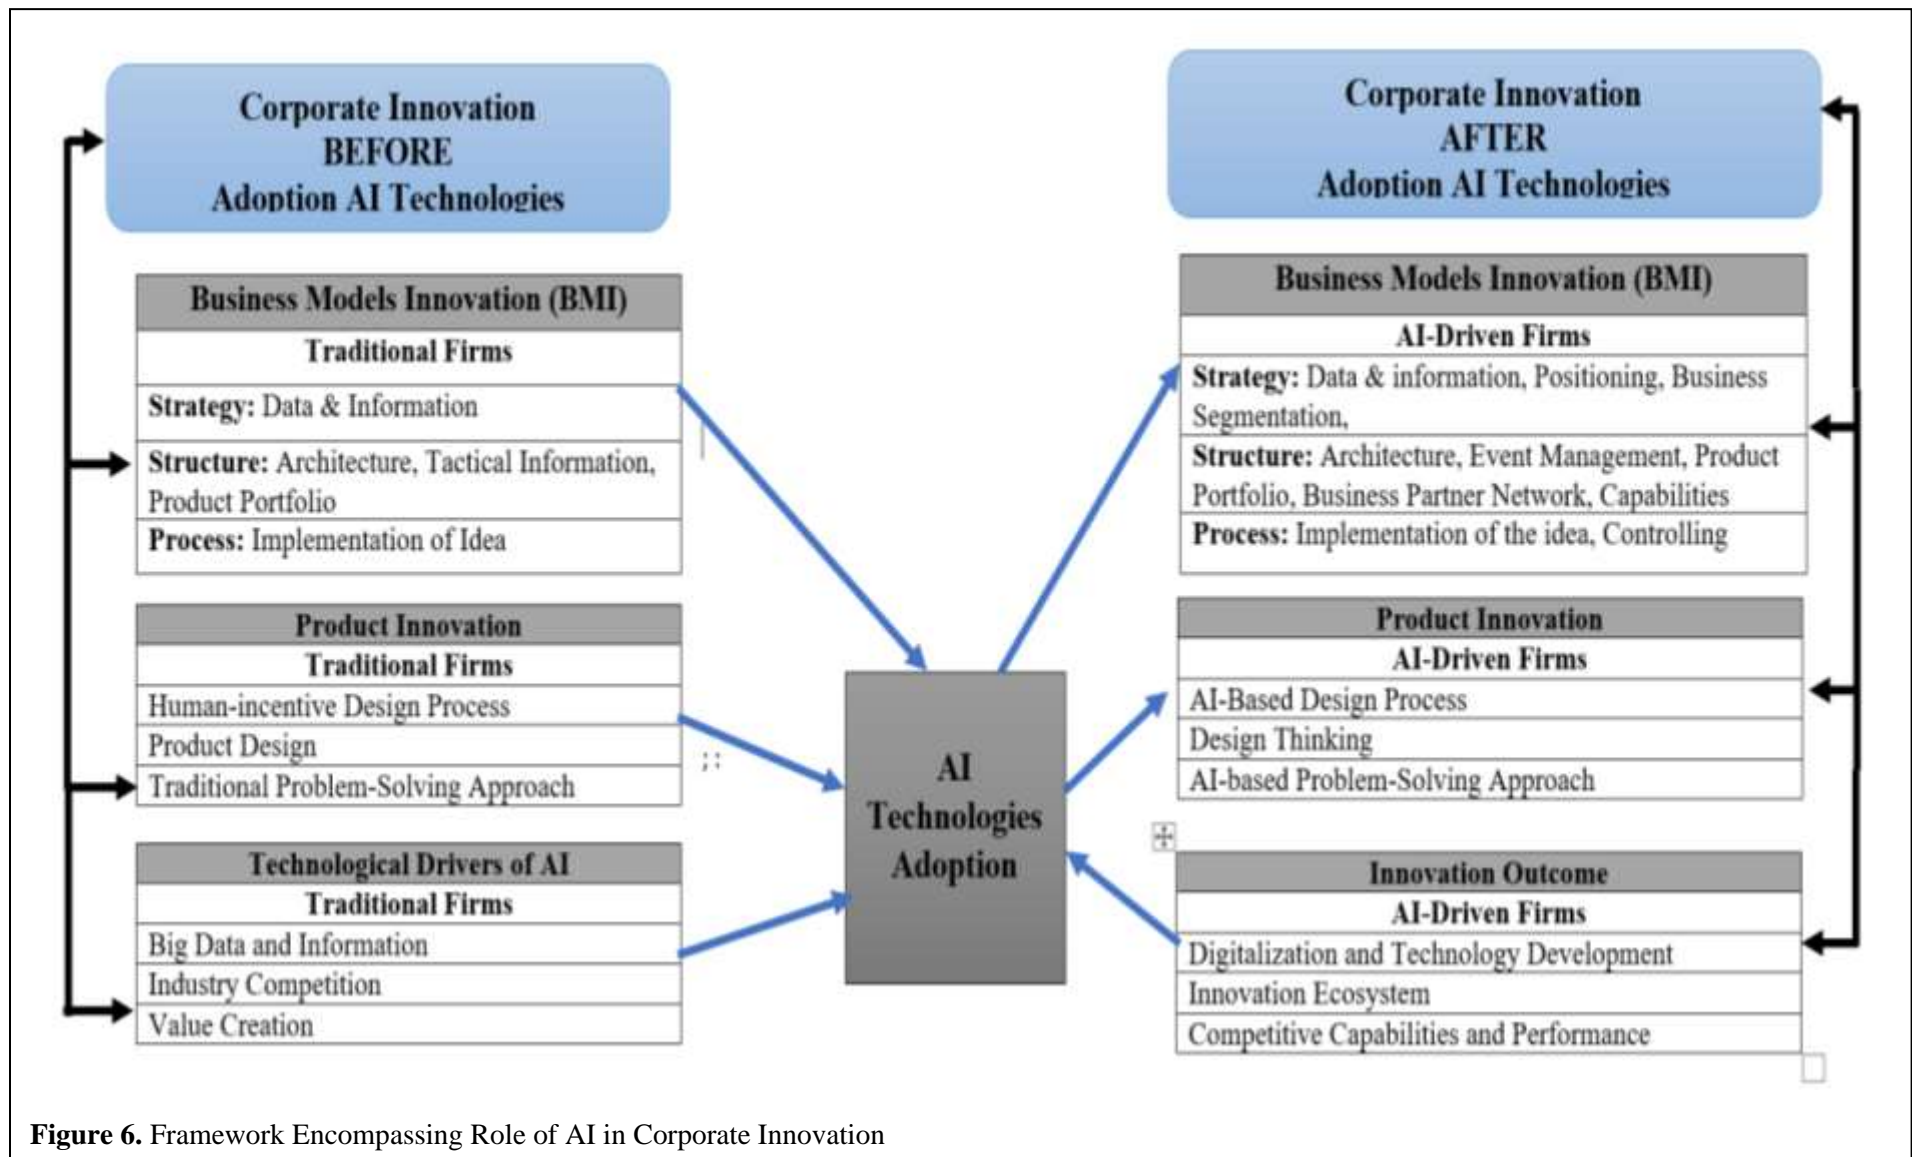 Corporate Innovation
BEFORE
Adoption AI Technologies
Business Models Innovation (BMI)
Traditional Firms
Strategy: Data & Information
Structure: Architecture, Tactical Information,
Product Portfolio
Process: Implementation of Idea
Product Innovation
Traditional Firms
Human-incentive Design Process
Product Design
Traditional Problem-Solving Approach
Technological Drivers of AI
Traditional Firms
Big Data and Information
Industry Competition
Value Creation
; :
AI
Technologies
Adoption
Corporate Innovation
AFTER
Adoption AI Technologies
Business Models Innovation (BMI)
AI-Driven Firms
Strategy: Data & information, Positioning, Business
Segmentation,
Structure: Architecture, Event Management, Product
Portfolio, Business Partner Network, Capabilities
Process: Implementation of the idea, Controlling
Product Innovation
AI-Driven Firms
AI-Based Design Process
Design Thinking
AI-based Problem-Solving Approach
Innovation Outcome
AI-Driven Firms
Digitalization and Technology Development
Innovation Ecosystem
Competitive Capabilities and Performance
Figure 6. Framework Encompassing Role of AI in Corporate Innovation